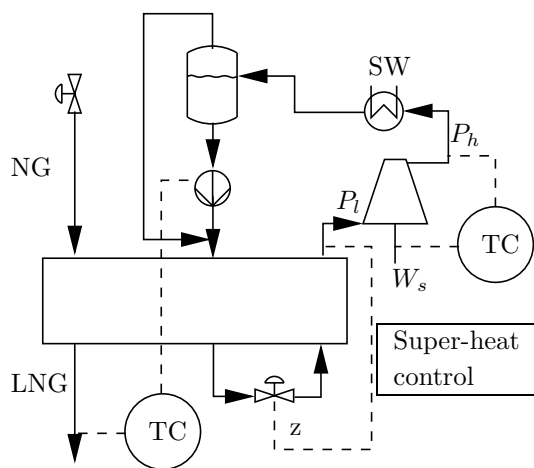 SW
P_h
NG
P_l
TC
W_s
Super-heat
control
LNG
TC
z